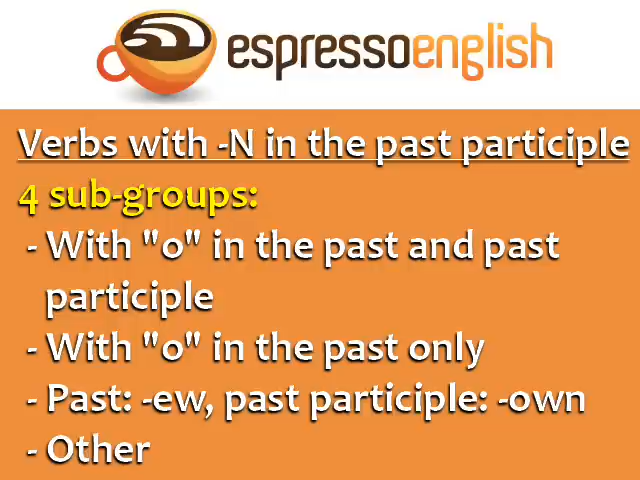 espressoenglish
Verbs with -N in the past participle
4 sub-groups:
- With "o" in the past and past
participle
- With "o" in the past only
- Past: -ew, past participle: -own
- Other